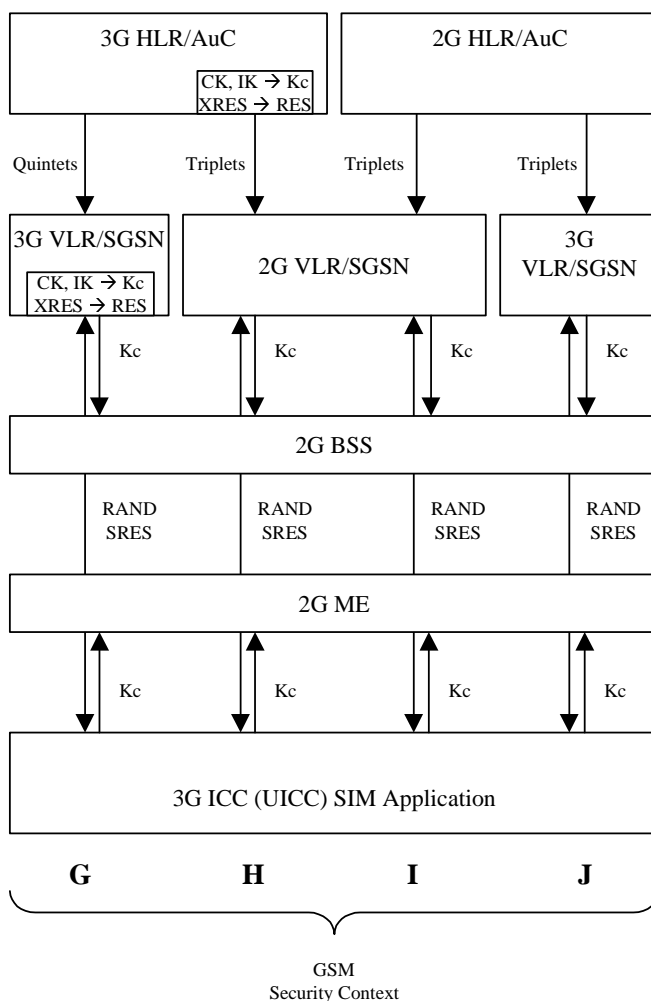 3G HLR/AuC
2G HLR/AuC
CK, IK → Kc
XRES → RES
Quintets
Triplets
Triplets
Triplets
3G VLR/SGSN
CK, IK → Kc
XRES → RES
2G VLR/SGSN
3G
VLR/SGSN
Kc
Kc
Kc
Kc
2G BSS
RAND
SRES
RAND
SRES
RAND
SRES
RAND
SRES
2G ME
Kc
Kc
Kc
Kc
3G ICC (UICC) SIM Application
G
H
I
J
GSM
Security Context